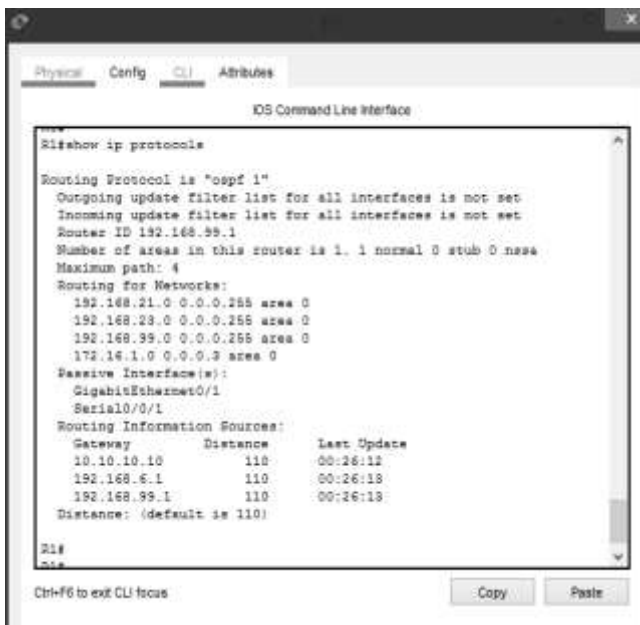 Physical Config CLI Attributes
IOS Command Line Interface
R1#show ip protocols
Routing Protocol is "ospf 1"
Outgoing update filter list for all interfaces is not set
Incoming update filter list for all interfaces is not set
Router ID 192.168.99.1
Number of areas in this router is 1. 1 normal 0 stub 0 nssa
Maximum path: 4
Routing for Networks:
192.168.21.0 0.0.0.255 area 0
192.168.23.0 0.0.0.255 area 0
192.168.99.0 0.0.0.255 area 0
172.16.1.0 0.0.0.3 area 0
Passive Interface(s):
GigabitEthernet0/1
Serial0/0/1
Routing Information Sources:
Gateway Distance Last Update
10.10.10.10 110 00:26:12
192.168.6.1 110 00:26:13
192.168.99.1 110 00:26:13
Distance: (default is 110)
R1#
R1#
Ctrl+F6 to exit CLI focus
Copy Paste